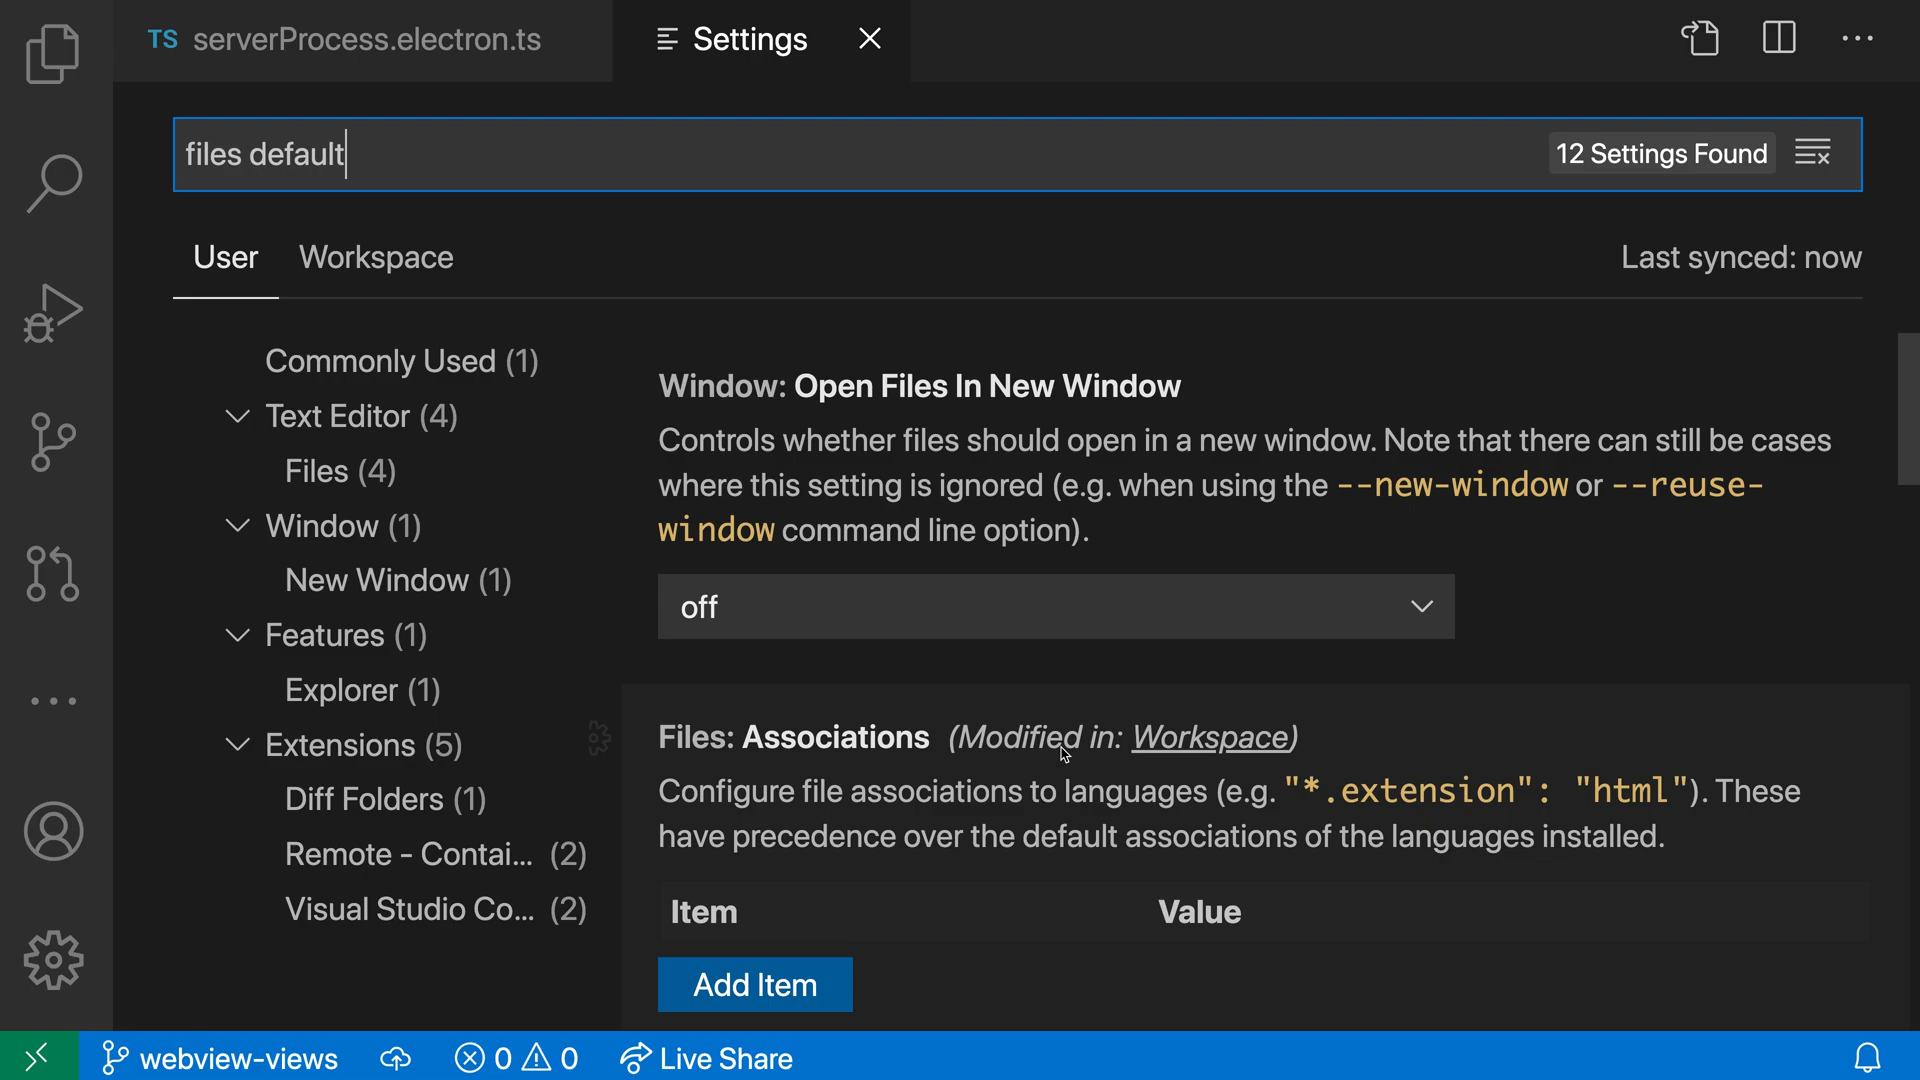 TS serverProcess.electron.ts
Settings
files default
12 Settings Found
User
Workspace
Last synced: now
Commonly Used (1)
Text Editor (4)
Files (4)
Window (1)
New Window (1)
Features (1)
Explorer (1)
Extensions (5)
Diff Folders (1)
Remote - Contai... (2)
Visual Studio Co... (2)
Window: Open Files In New Window
Controls whether files should open in a new window. Note that there can still be cases
where this setting is ignored (e.g. when using the --new-window or --reuse-
window command line option).
off
Files: Associations (Modified in: Workspace)
Configure file associations to languages (e.g. "*.extension": "html"). These
have precedence over the default associations of the languages installed.
Item
Value
Add Item
webview-views
0
0
Live Share